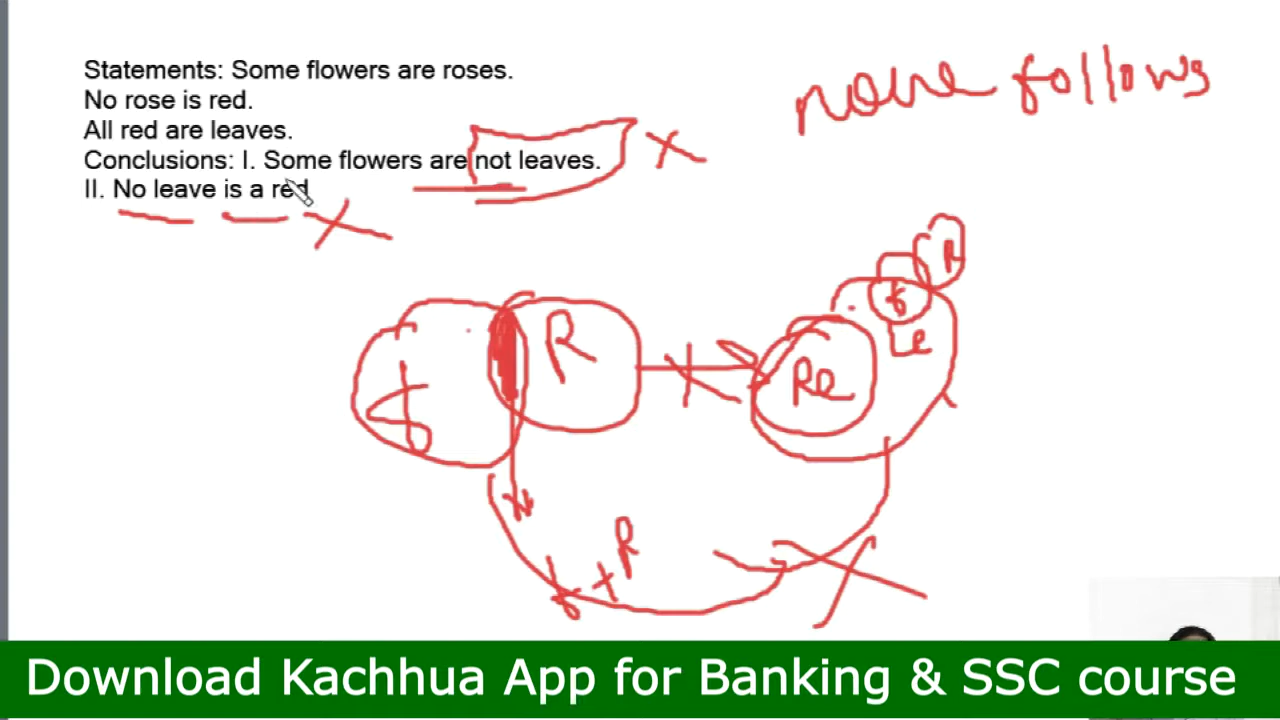 Statements: Some flowers are roses.
No rose is red.
All red are leaves.
Conclusions: I. Some flowers are not leaves.
II. No leave is a red
none follows
R
f
R
Re
Le
f
f + R
Download Kachhua App for Banking & SSC course